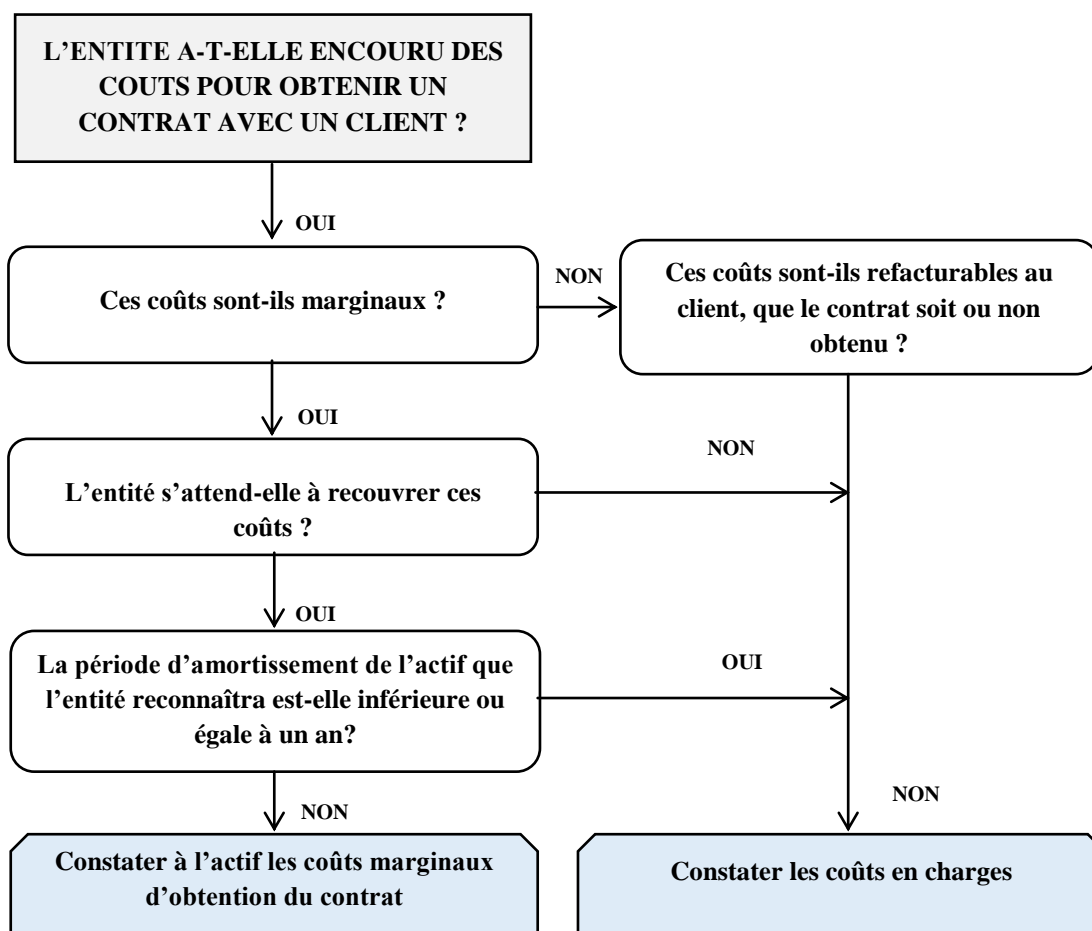 L’ENTITE A-T-ELLE ENCOURU DES
COUTS POUR OBTENIR UN
CONTRAT AVEC UN CLIENT ?
OUI
Ces coûts sont-ils marginaux ?
NON
Ces coûts sont-ils refacturables au
client, que le contrat soit ou non
obtenu ?
OUI
L’entité s’attend-elle à recouvrer ces
coûts ?
NON
OUI
La période d’amortissement de l’actif que
l’entité reconnaîtra est-elle inférieure ou
égale à un an?
OUI
NON
NON
Constater à l’actif les coûts marginaux
d’obtention du contrat
Constater les coûts en charges